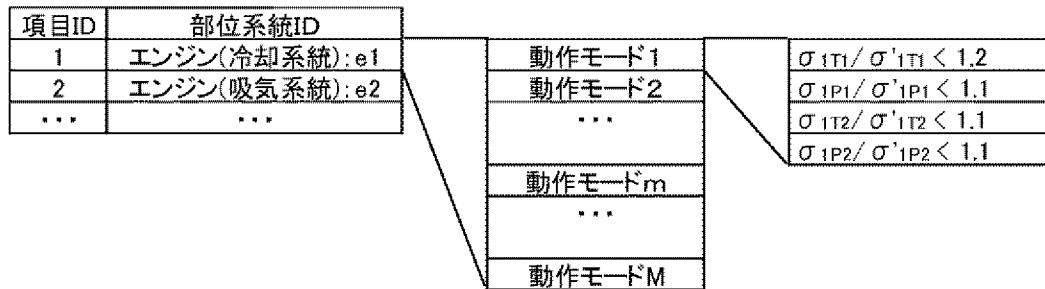 項目ID 部位系統ID
1 エンジン(冷却系統):e1
2 エンジン(吸気系統):e2
・・・ ・・・
動作モード1
動作モード2
・・・
動作モードm
・・・
動作モードM
σ1T1/σ'1T1<1.2
σ1P1/σ'1P1<1.1
σ1T2/σ'1T2<1.1
σ1P2/σ'1P2<1.1